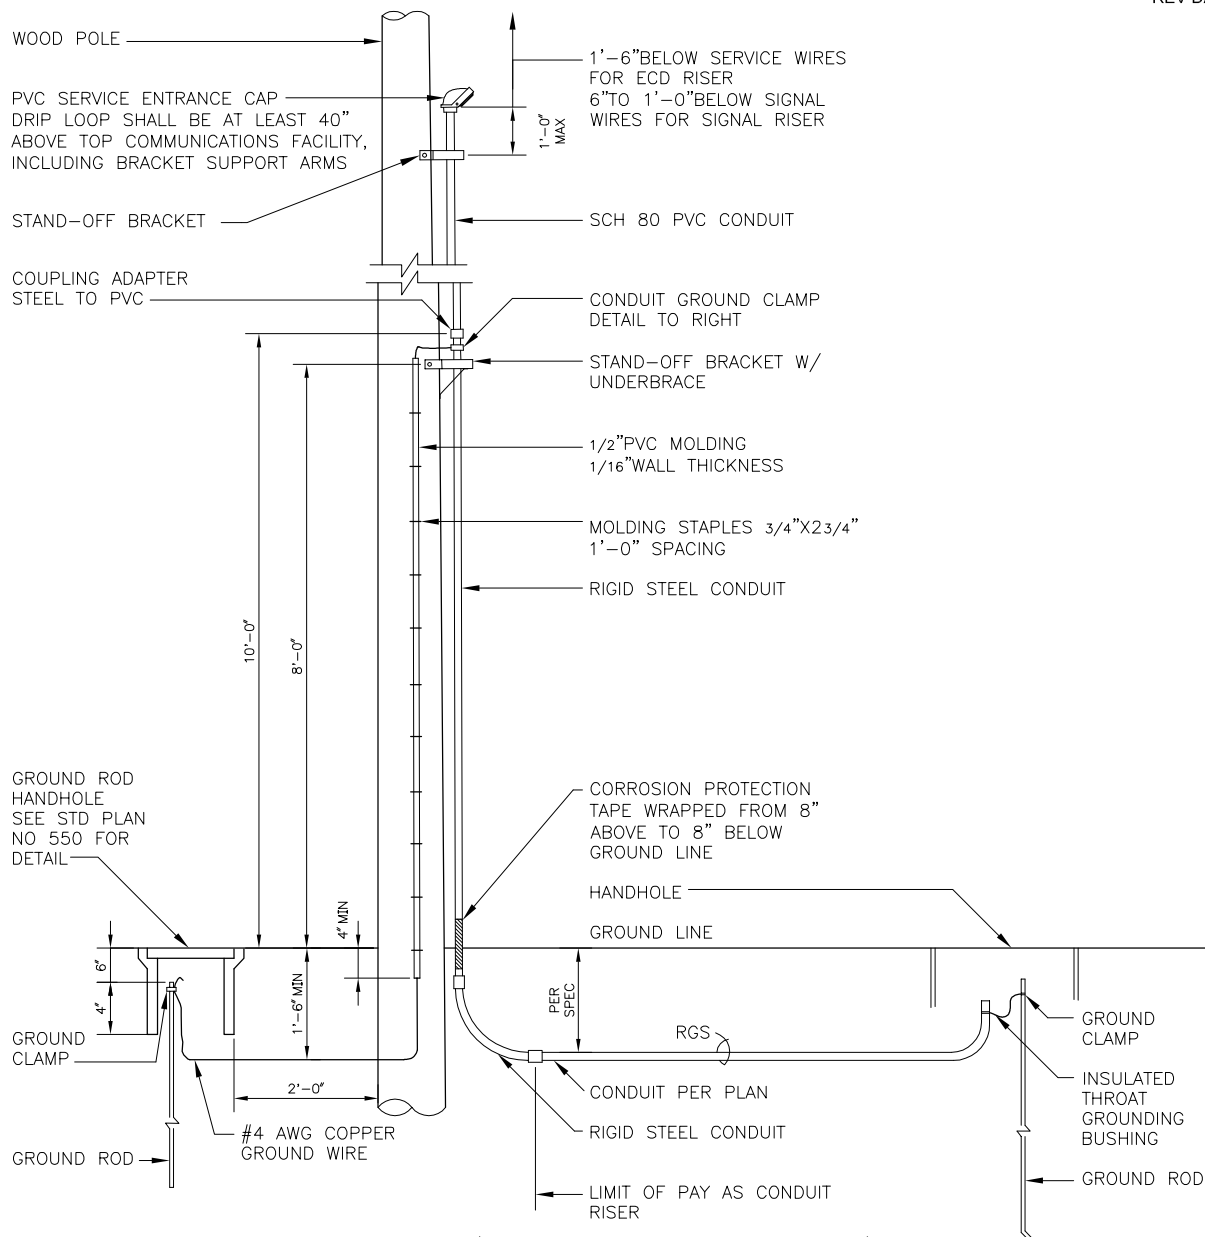 WOOD POLE
PVC SERVICE ENTRANCE CAP
DRIP LOOP SHALL BE AT LEAST 40"
ABOVE TOP COMMUNICATIONS FACILITY,
INCLUDING BRACKET SUPPORT ARMS
STAND-OFF BRACKET
COUPLING ADAPTER
STEEL TO PVC
1'-6"BELOW SERVICE WIRES
FOR ECD RISER
6"TO 1'-0"BELOW SIGNAL
WIRES FOR SIGNAL RISER
1'-0"
MAX
SCH 80 PVC CONDUIT
CONDUIT GROUND CLAMP
DETAIL TO RIGHT
STAND-OFF BRACKET W/
UNDERBRACE
1/2"PVC MOLDING
1/16"WALL THICKNESS
MOLDING STAPLES 3/4"X23/4"
1'-0" SPACING
RIGID STEEL CONDUIT
10'-0"
8'-0"
GROUND ROD
HANDHOLE
SEE STD PLAN
NO 550 FOR
DETAIL
CORROSION PROTECTION
TAPE WRAPPED FROM 8"
ABOVE TO 8" BELOW
GROUND LINE
HANDHOLE
GROUND LINE
4" MIN
6"
4"
1'-6" MIN
PER
SPEC
GROUND
CLAMP
2'-0"
#4 AWG COPPER
GROUND WIRE
GROUND ROD
RGS
CONDUIT PER PLAN
RIGID STEEL CONDUIT
LIMIT OF PAY AS CONDUIT
RISER
GROUND
CLAMP
INSULATED
THROAT
GROUNDING
BUSHING
GROUND ROD